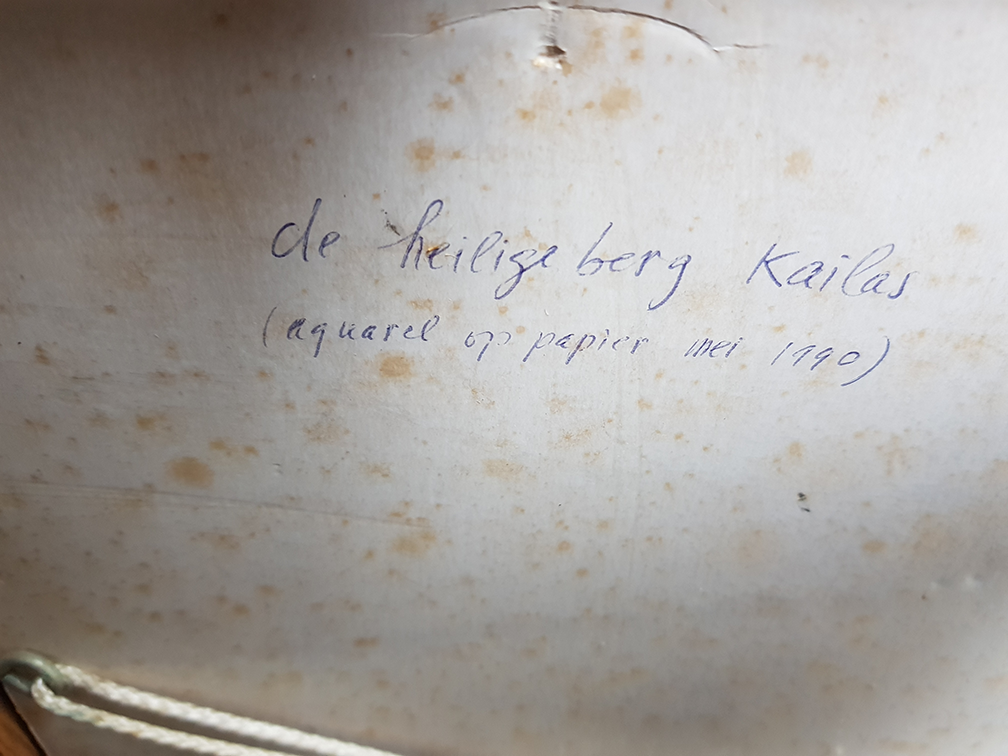 de heilige berg Kailas
(aquarel op papier mei 1990)